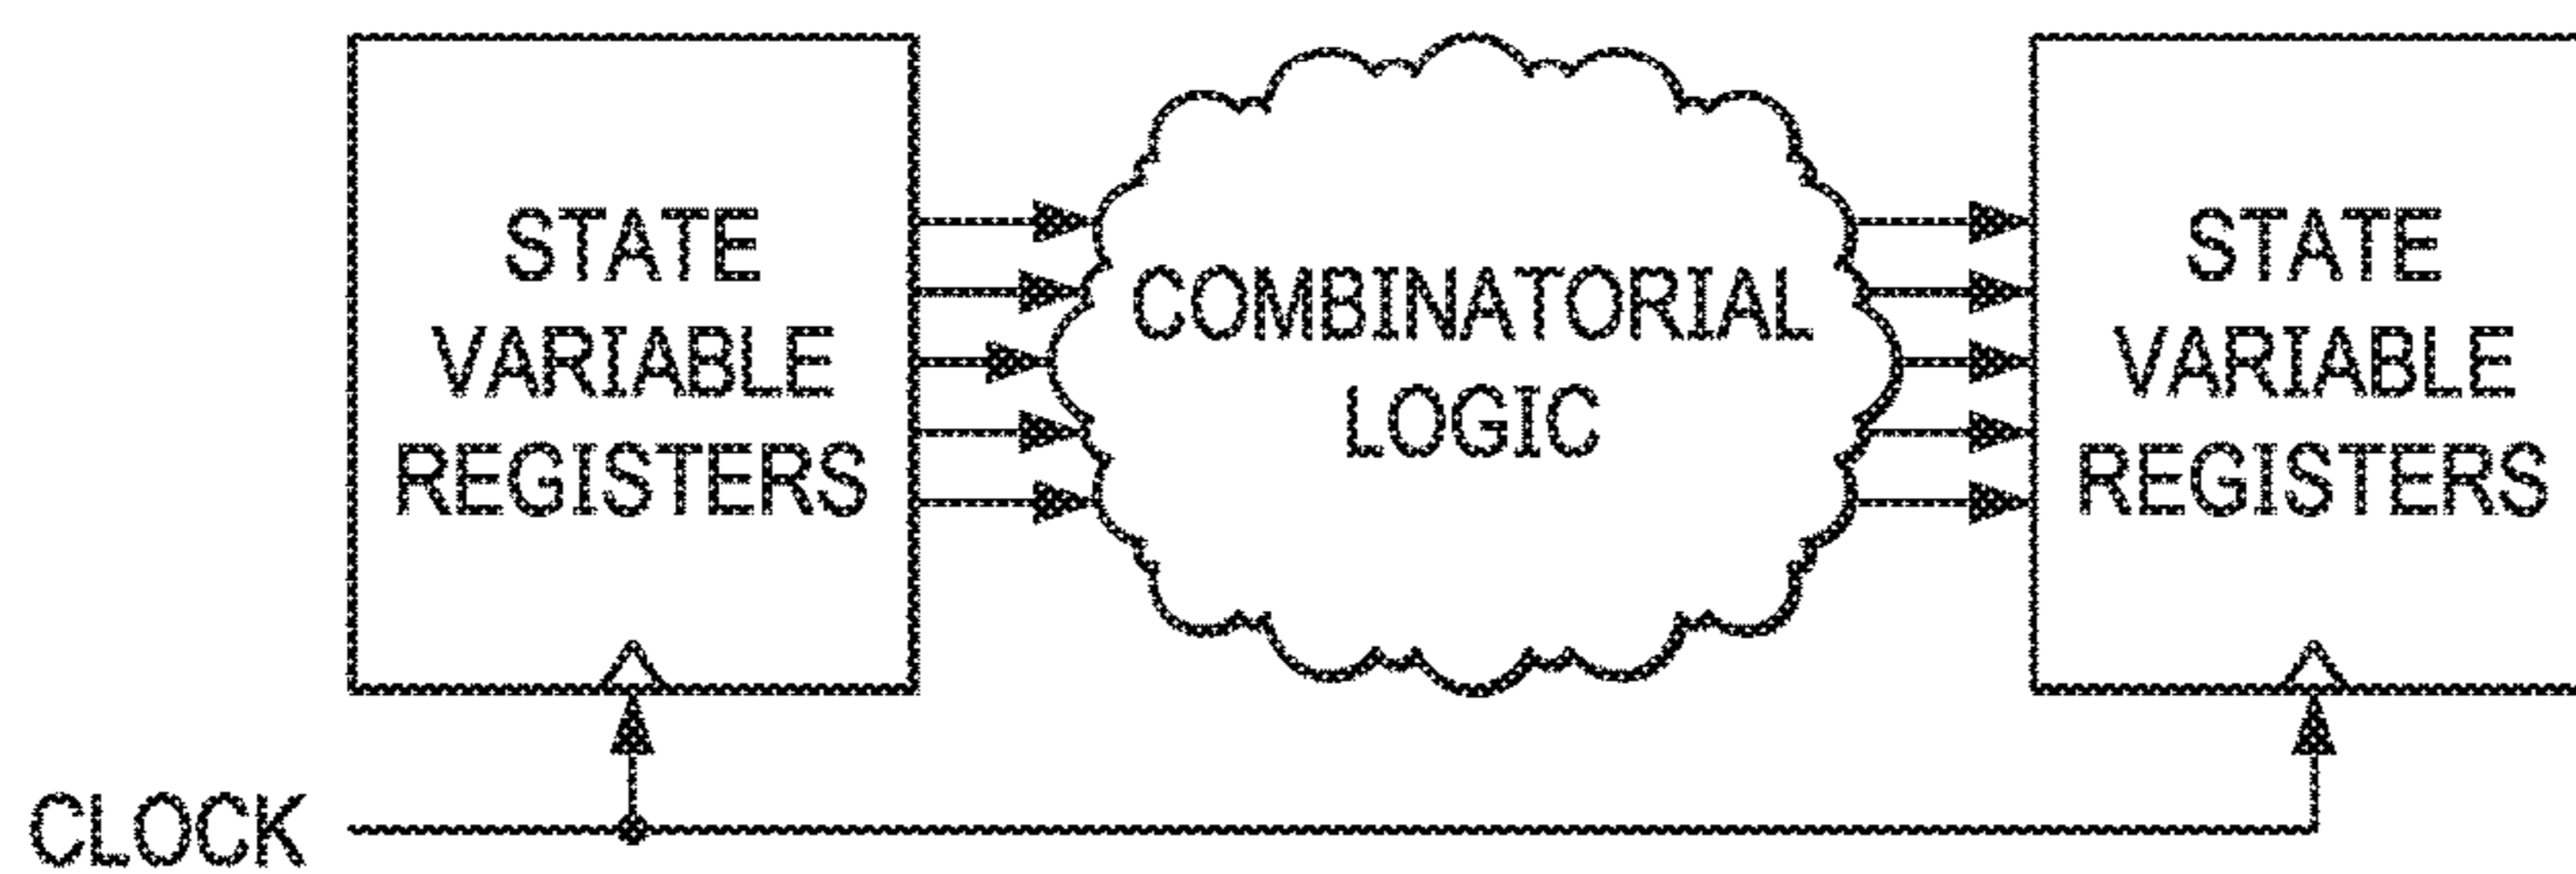 STATE
VARIABLE
REGISTERS
COMBINATORIAL
LOGIC
STATE
VARIABLE
REGISTERS
CLOCK